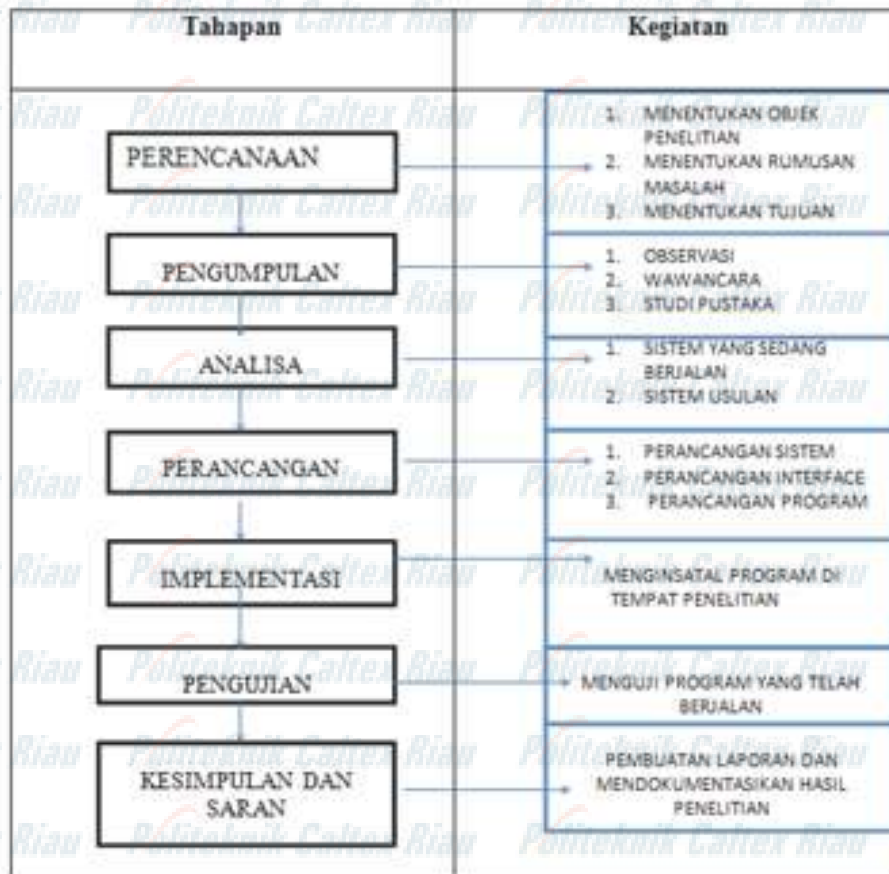 Tahapan
Kegiatan
PERENCANAAN
1. MENENTUKAN OBJEK
PENELITIAN
2. MENENTUKAN RUMUSAN
MASALAH
3. MENENTUKAN TUJUAN
PENGUMPULAN
1. OBSERVASI
2. WAWANCARA
3. STUDI PUSTAKA
ANALISA
1. SISTEM YANG SEDANG
BERJALAN
2. SISTEM USULAN
PERANCANGAN
1. PERANCANGAN SISTEM
2. PERANCANGAN INTERFACE
3. PERANCANGAN PROGRAM
IMPLEMENTASI
MENGINSATAL PROGRAM DI
TEMPAT PENELITIAN
PENGUJIAN
MENGUJI PROGRAM YANG TELAH
BERJALAN
KESIMPULAN DAN
SARAN
PEMBUATAN LAPORAN DAN
MENDOKUMENTASIKAN HASIL
PENELITIAN
Politeknik Caltex Riau